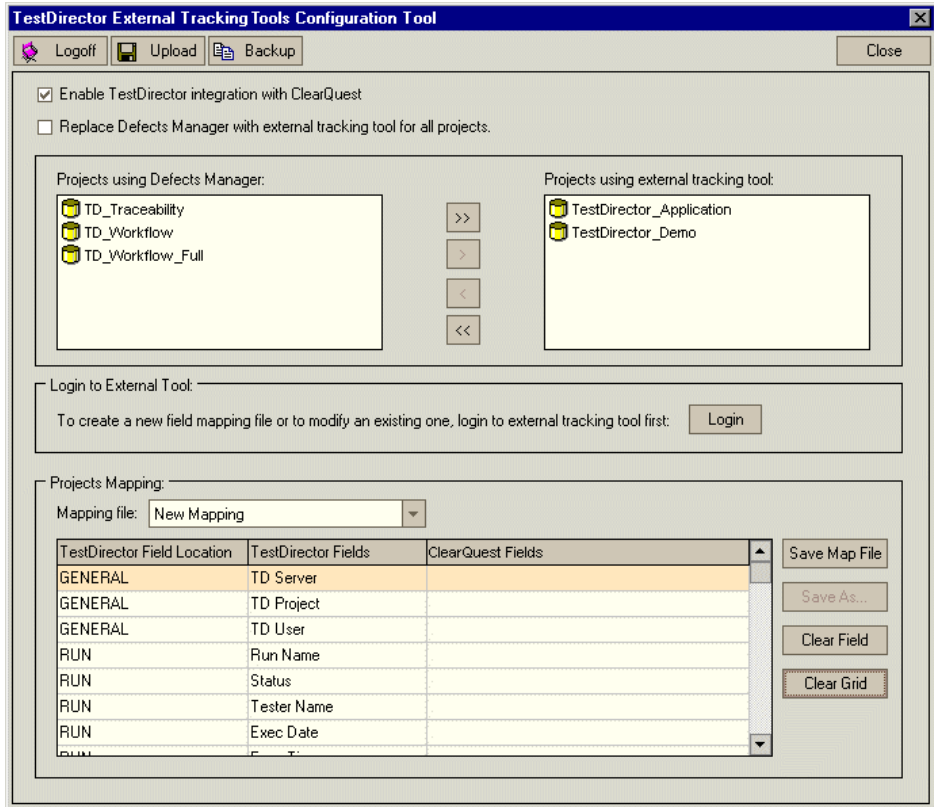 TestDirector External Tracking Tools Configuration Tool
Logoff Upload Backup Close
Enable TestDirector integration with ClearQuest
Replace Defects Manager with external tracking tool for all projects.
Projects using Defects Manager:
TD_Traceability
TD_Workflow
TD_Workflow_Full
>>
>
<
<<
Projects using external tracking tool:
TestDirector_Application
TestDirector_Demo
Login to External Tool:
To create a new field mapping file or to modify an existing one, login to external tracking tool first: Login
Projects Mapping:
Mapping file: New Mapping
TestDirector Field Location TestDirector Fields ClearQuest Fields
GENERAL TD Server
GENERAL TD Project
GENERAL TD User
RUN Run Name
RUN Status
RUN Tester Name
RUN Exec Date
Save Map File
Save As...
Clear Field
Clear Grid